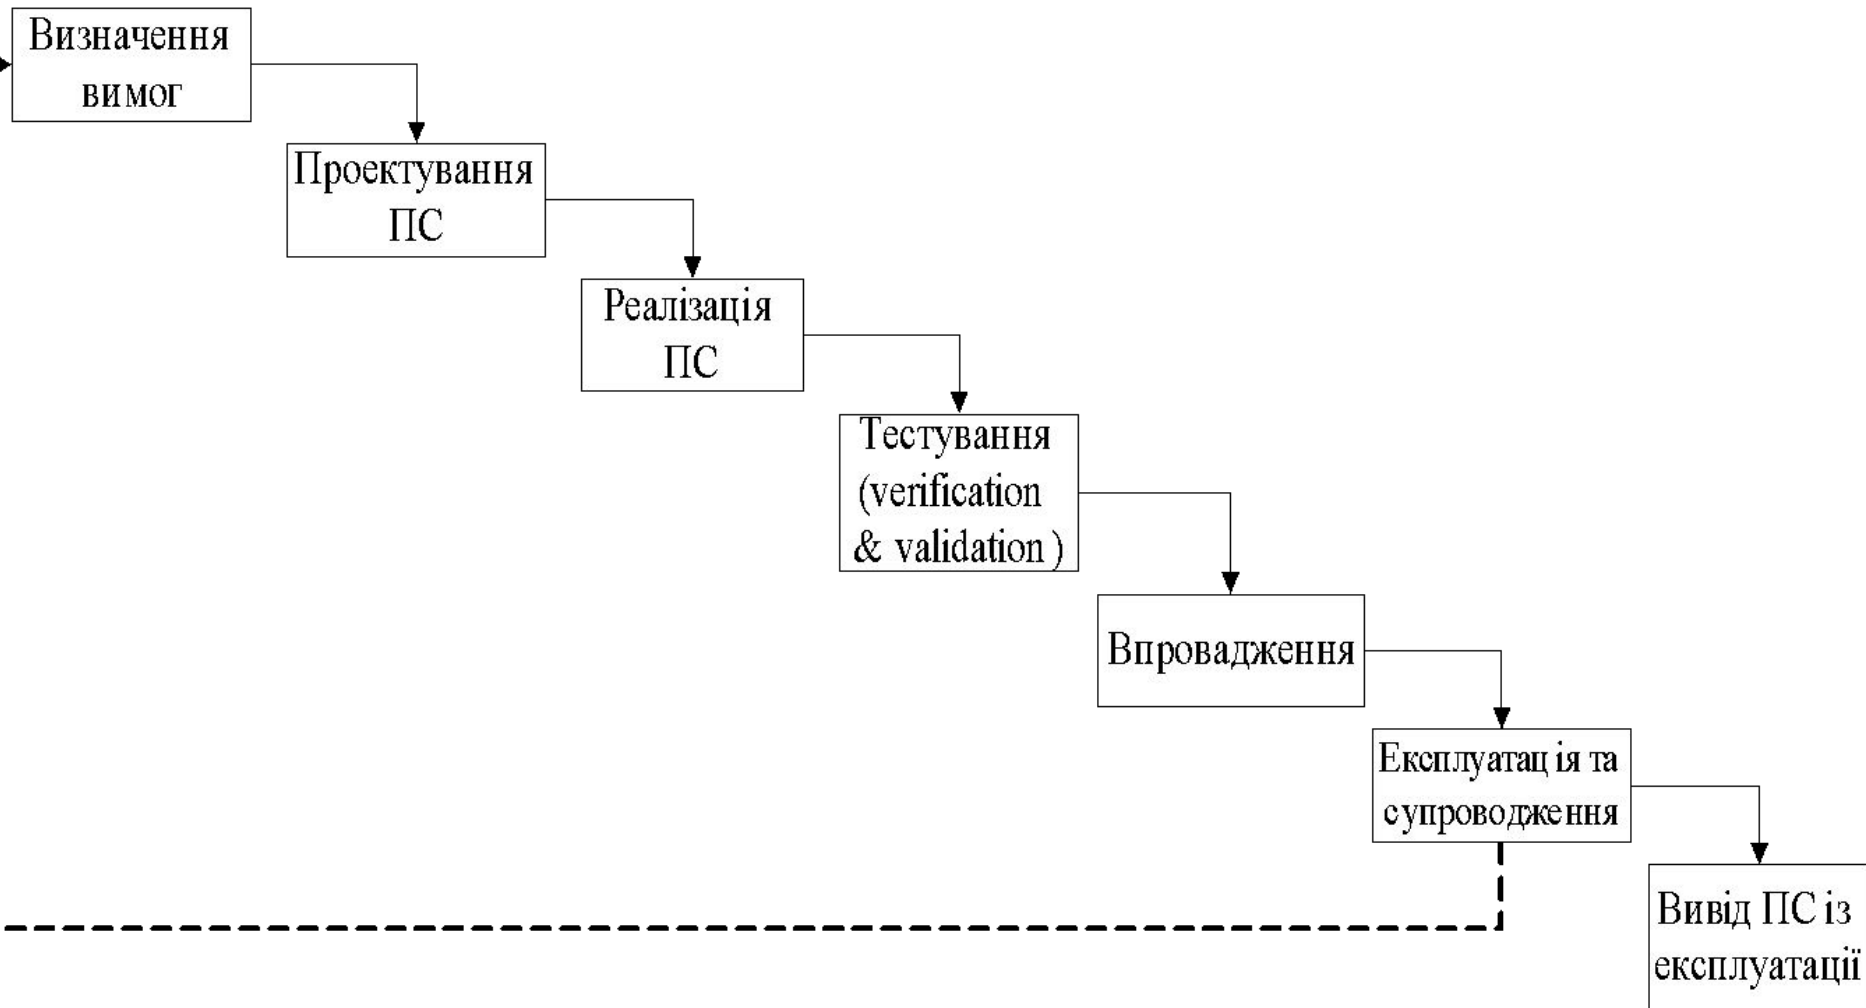 Визначення
вимог
Проектування
ПС
Реалізація
ПС
Тестування
(verification
& validation )
Впровадження
Експлуатація та
супроводження
Вивід ПС із
експлуатації